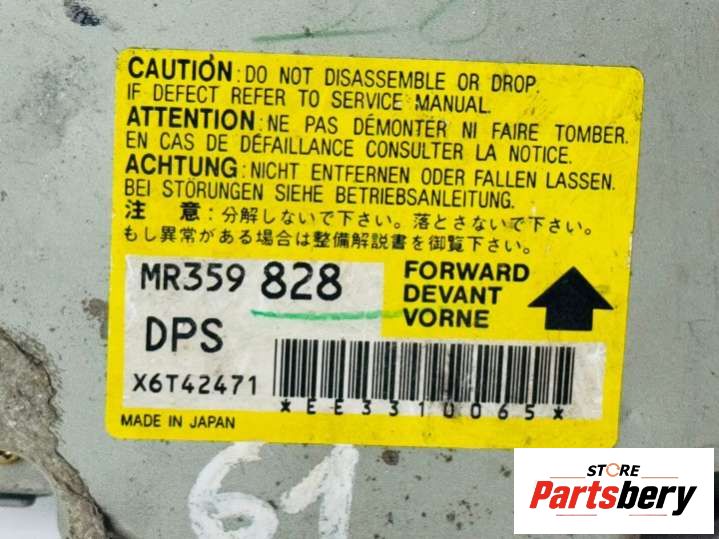 CAUTION : DO NOT DISASSEMBLE OR DROP.
IF DEFECT REFER TO SERVICE MANUAL.
ATTENTION : NE PAS DÉMONTER NI FAIRE TOMBER.
EN CAS DE DÉFAILLANCE CONSULTER LA NOTICE.
ACHTUNG : NICHT ENTFERNEN ODER FALLEN LASSEN.
BEI STÖRUNGEN SIEHE BETRIEBSANLEITUNG.
注 意 : 分解しないで下さい。落とさないで下さい。
もし異常がある場合は整備解説書を御覧下さい。
MR359 828
FORWARD
DEVANT
VORNE
DPS
X6T42471
*EE3310065*
MADE IN JAPAN
61
STORE
Partsbery